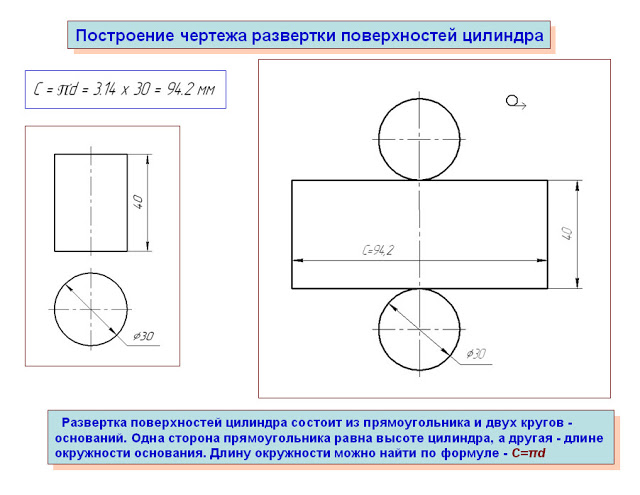 Построение чертежа развертки поверхностей цилиндра
C = πd = 3.14 x 30 = 94.2 мм
40
⌀30
C=94,2
40
⌀30
Развертка поверхностей цилиндра состоит из прямоугольника и двух кругов -
оснований. Одна сторона прямоугольника равна высоте цилиндра, а другая - длине
окружности основания. Длину окружности можно найти по формуле - C=πd